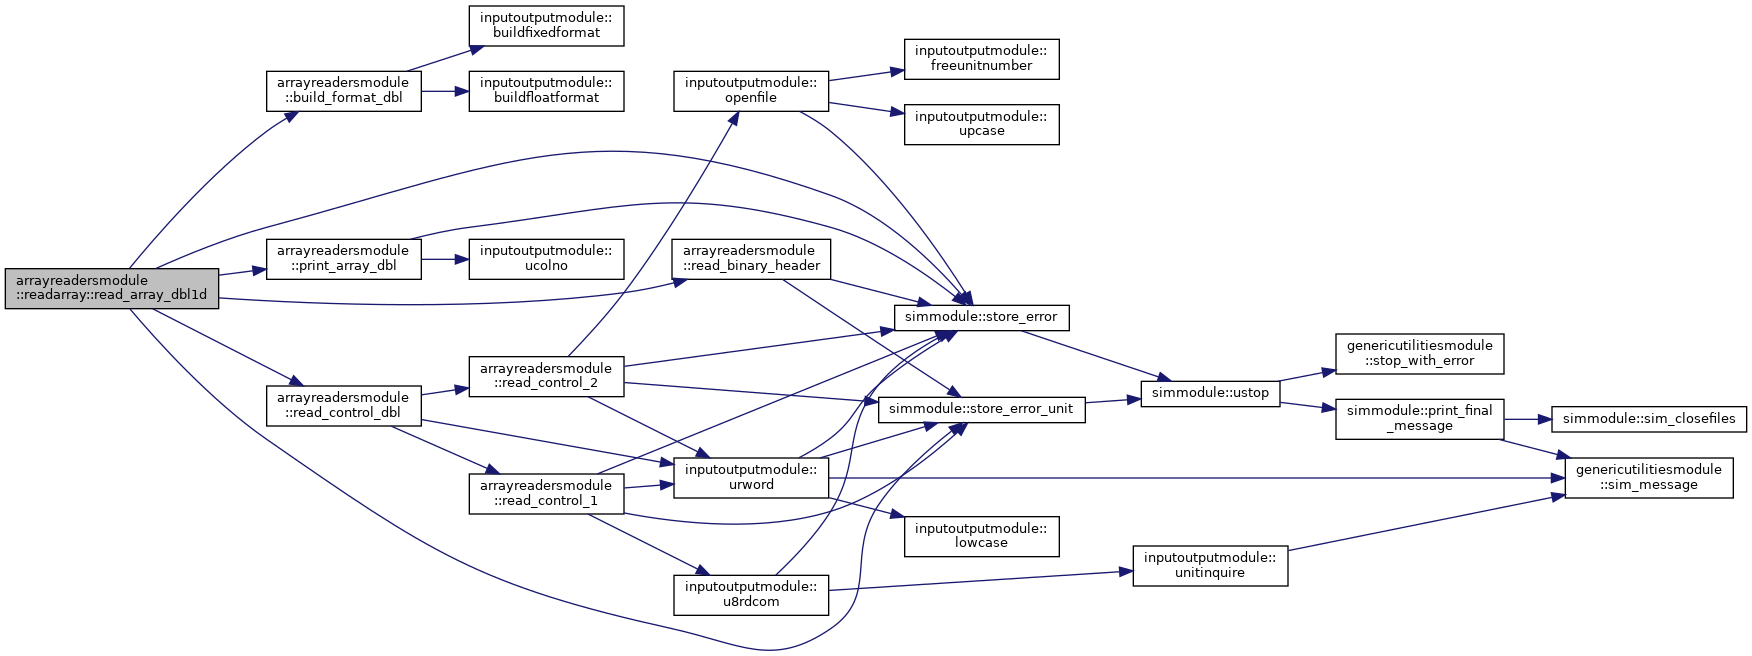 inputoutputmodule::
buildfixedformat
arrayreadersmodule
::build_format_dbl
inputoutputmodule::
buildfloatformat
inputoutputmodule::
openfile
inputoutputmodule::
freeunitnumber
inputoutputmodule::
upcase
arrayreadersmodule
::readarray::read_array_dbl1d
arrayreadersmodule
::print_array_dbl
inputoutputmodule::
ucolno
arrayreadersmodule
::read_binary_header
simmodule::store_error
arrayreadersmodule
::read_control_dbl
arrayreadersmodule
::read_control_2
simmodule::store_error_unit
simmodule::ustop
genericutilitiesmodule
::stop_with_error
simmodule::print_final
_message
simmodule::sim_closefiles
arrayreadersmodule
::read_control_1
inputoutputmodule::
urword
genericutilitiesmodule
::sim_message
inputoutputmodule::
lowcase
inputoutputmodule::
u8rdcom
inputoutputmodule::
unitinquire